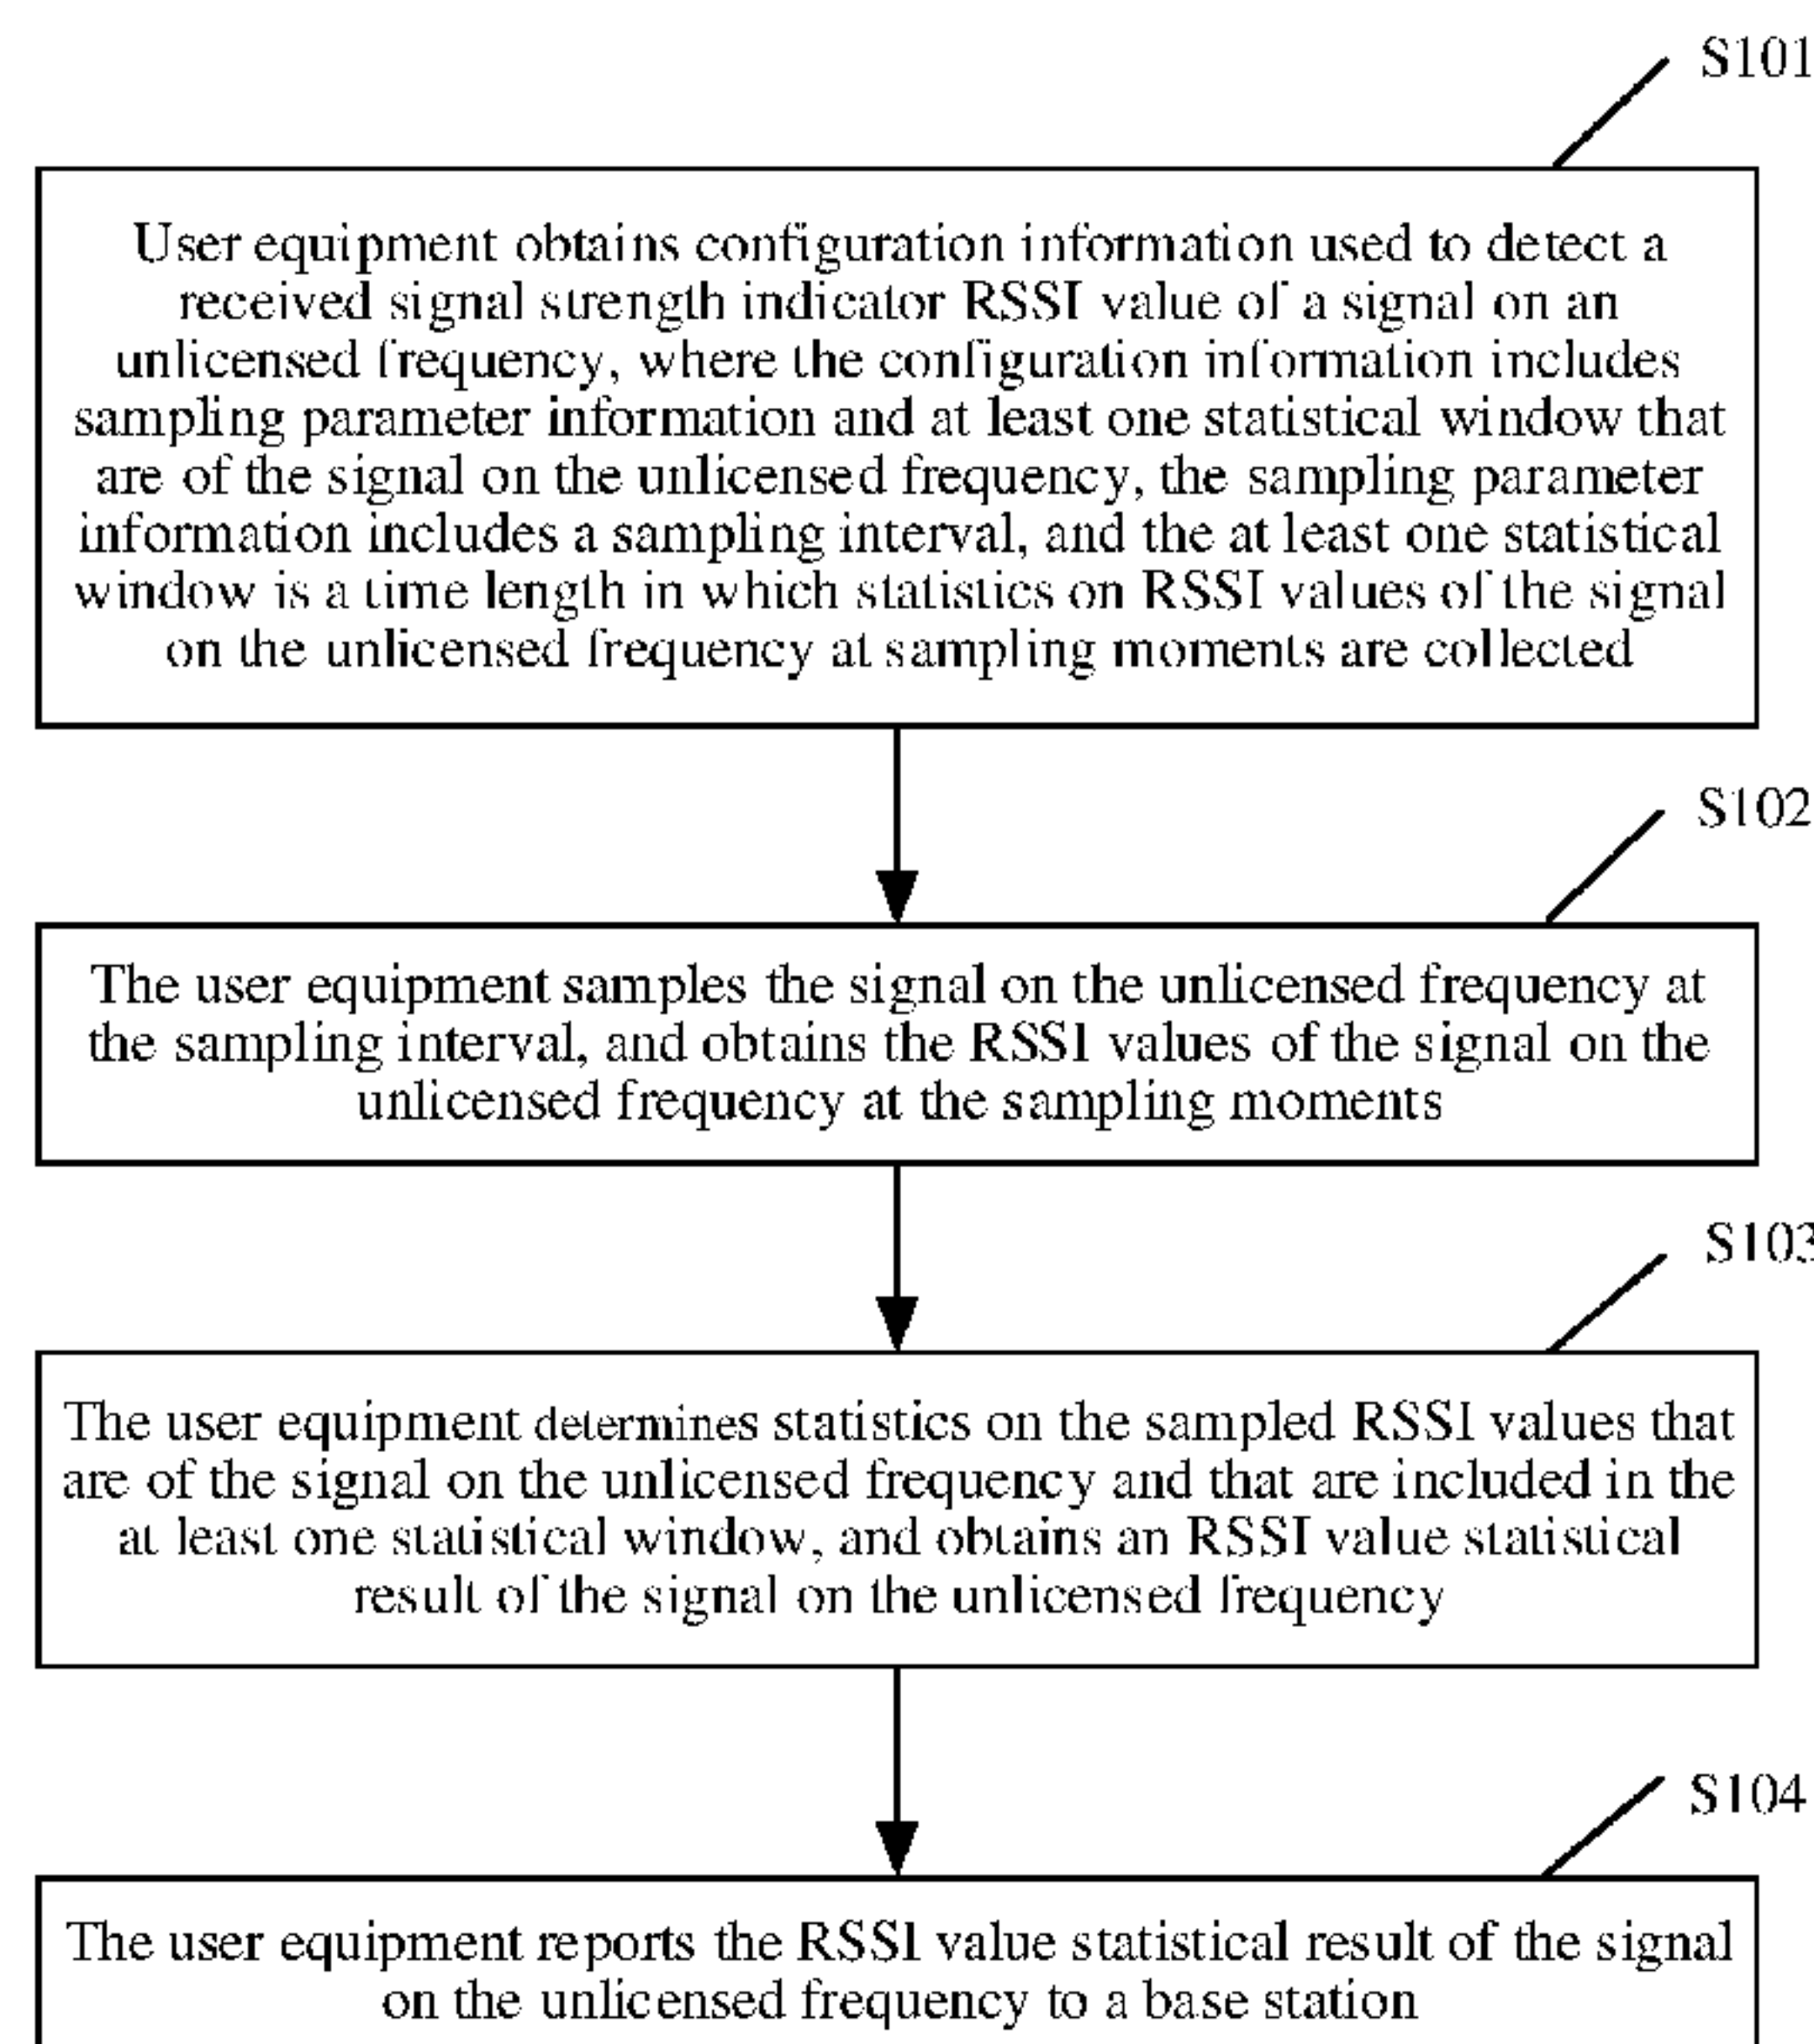 S101
User equipment obtains configuration information used to detect a
received signal strength indicator RSSI value of a signal on an
unlicensed frequency, where the configuration information includes
sampling parameter information and at least one statistical window that
are of the signal on the unlicensed frequency, the sampling parameter
information includes a sampling interval, and the at least one statistical
window is a time length in which statistics on RSSI values of the signal
on the unlicensed frequency at sampling moments are collected
S102
The user equipment samples the signal on the unlicensed frequency at
the sampling interval, and obtains the RSSI values of the signal on the
unlicensed frequency at the sampling moments
S103
The user equipment determines statistics on the sampled RSSI values that
are of the signal on the unlicensed frequency and that are included in the
at least one statistical window, and obtains an RSSI value statistical
result of the signal on the unlicensed frequency
S104
The user equipment reports the RSSI value statistical result of the signal
on the unlicensed frequency to a base station